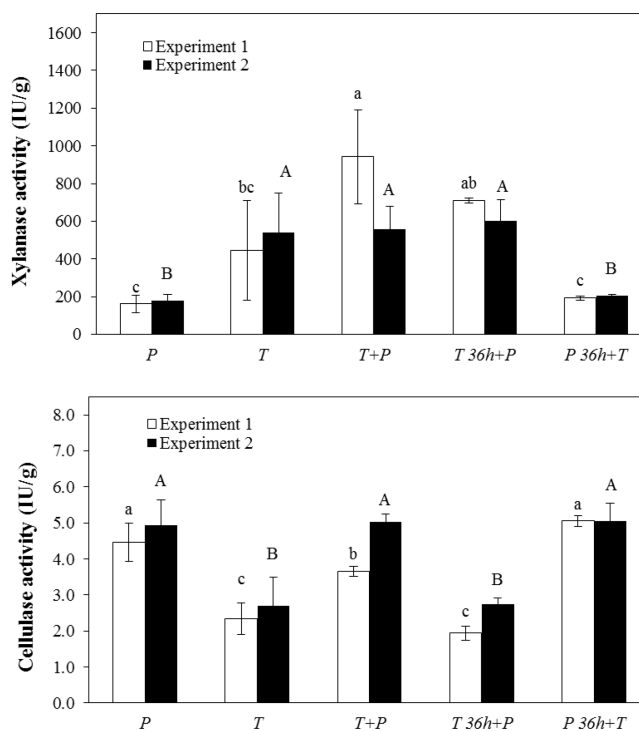 Xylanase activity (IU/g)
1600
1400
1200
1000
800
600
400
200
0
Experiment 1
Experiment 2
c
B
bc
A
a
A
ab
A
c
B
P
T
T+P
T 36h+P
P 36h+T
Cellulase activity (IU/g)
8.0
7.0
6.0
5.0
4.0
3.0
2.0
1.0
0.0
Experiment 1
Experiment 2
a
A
c
B
b
A
c
B
a
A
P
T
T+P
T 36h+P
P 36h+T